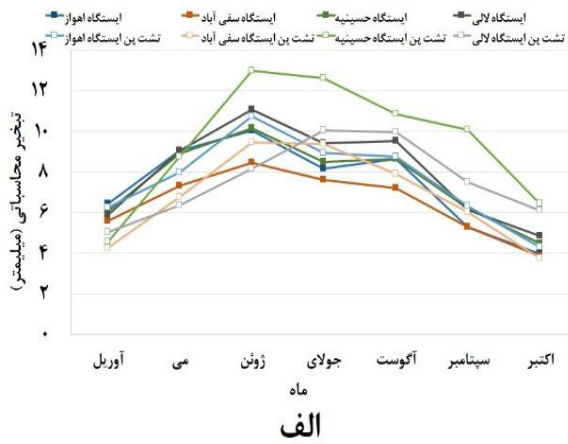 ایستگاه اهواز ایستگاه سفی آباد ایستگاه حسینیه ایستگاه لالی
تشت پن ایستگاه اهواز تشت پن ایستگاه سفی آباد تشت پن ایستگاه حسینیه تشت پن ایستگاه لالی
تبخیر محاسباتی (میلیمتر)
۱۴
۱۲
۱۰
۸
۶
۴
۲
۰
آوریل می ژوئن جولای آگوست سپتامبر اکتبر
ماه
الف